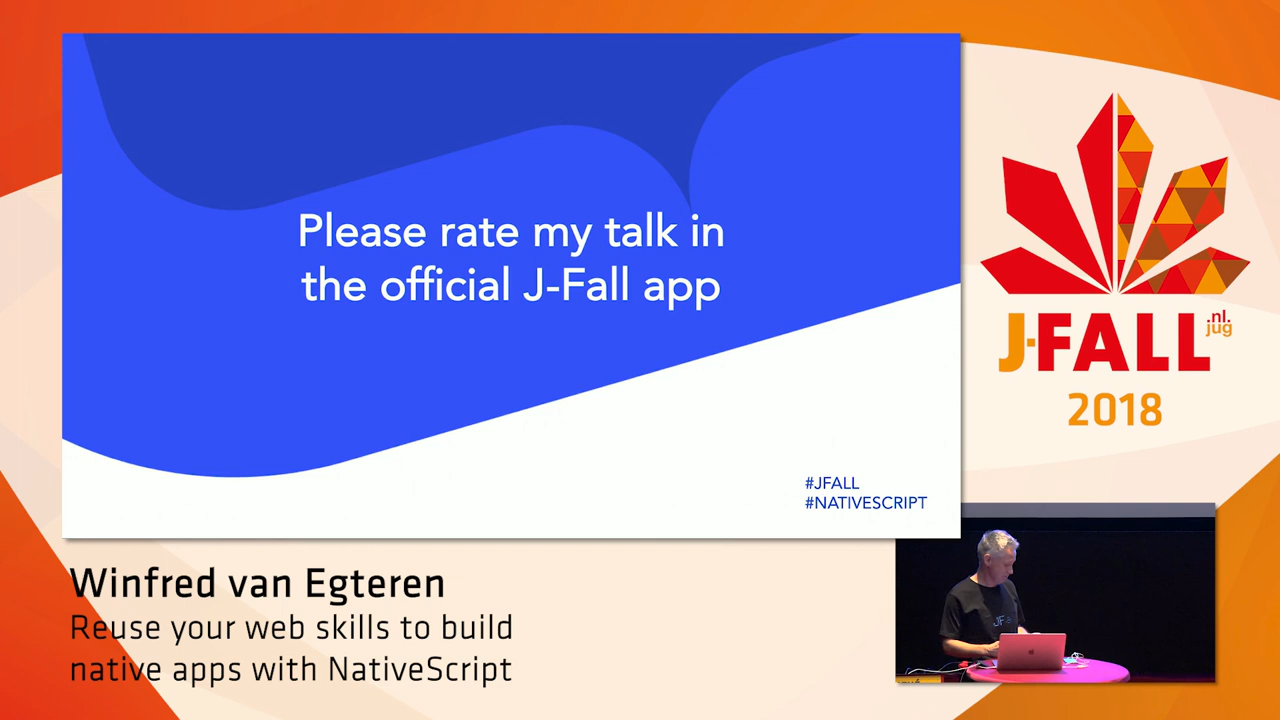 Please rate my talk in
the official J-Fall app
#JFALL
#NATIVESCRIPT
J-FALL
nl.
jug
2018
Winfred van Egteren
Reuse your web skills to build
native apps with NativeScript